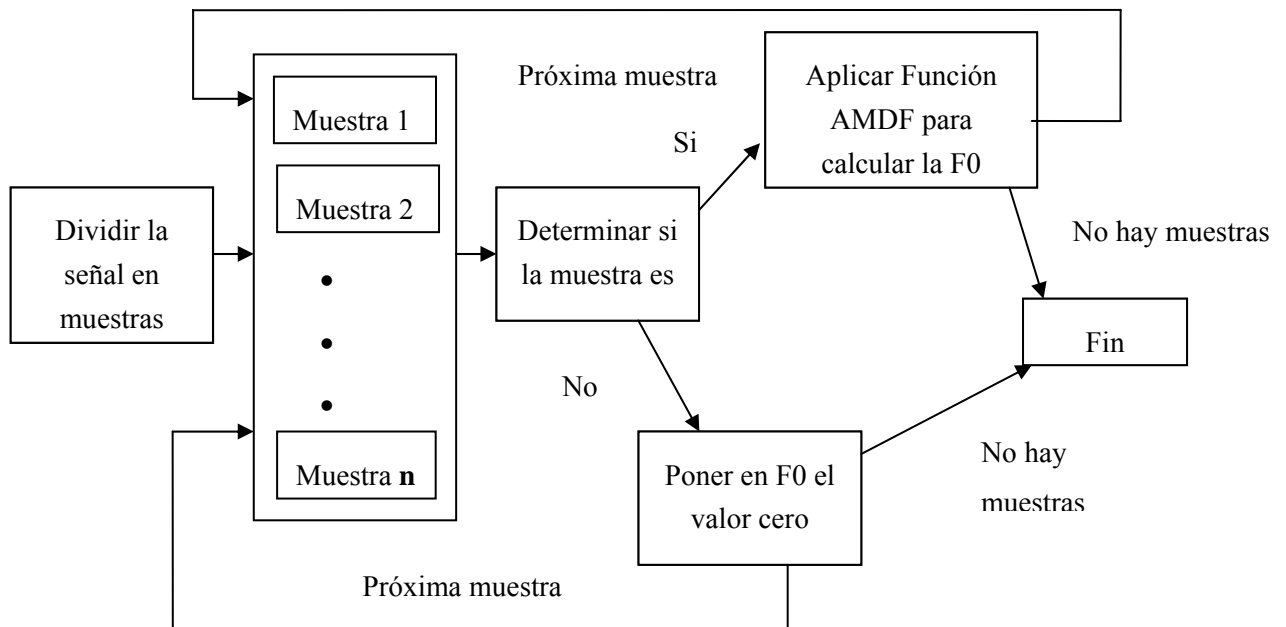 Dividir la
señal en
muestras
Muestra 1
Muestra 2
Muestra n
Determinar si
la muestra es
Próxima muestra
Si
Aplicar Función
AMDF para
calcular la F0
No hay muestras
Fin
No
Poner en F0 el
valor cero
No hay
muestras
Próxima muestra